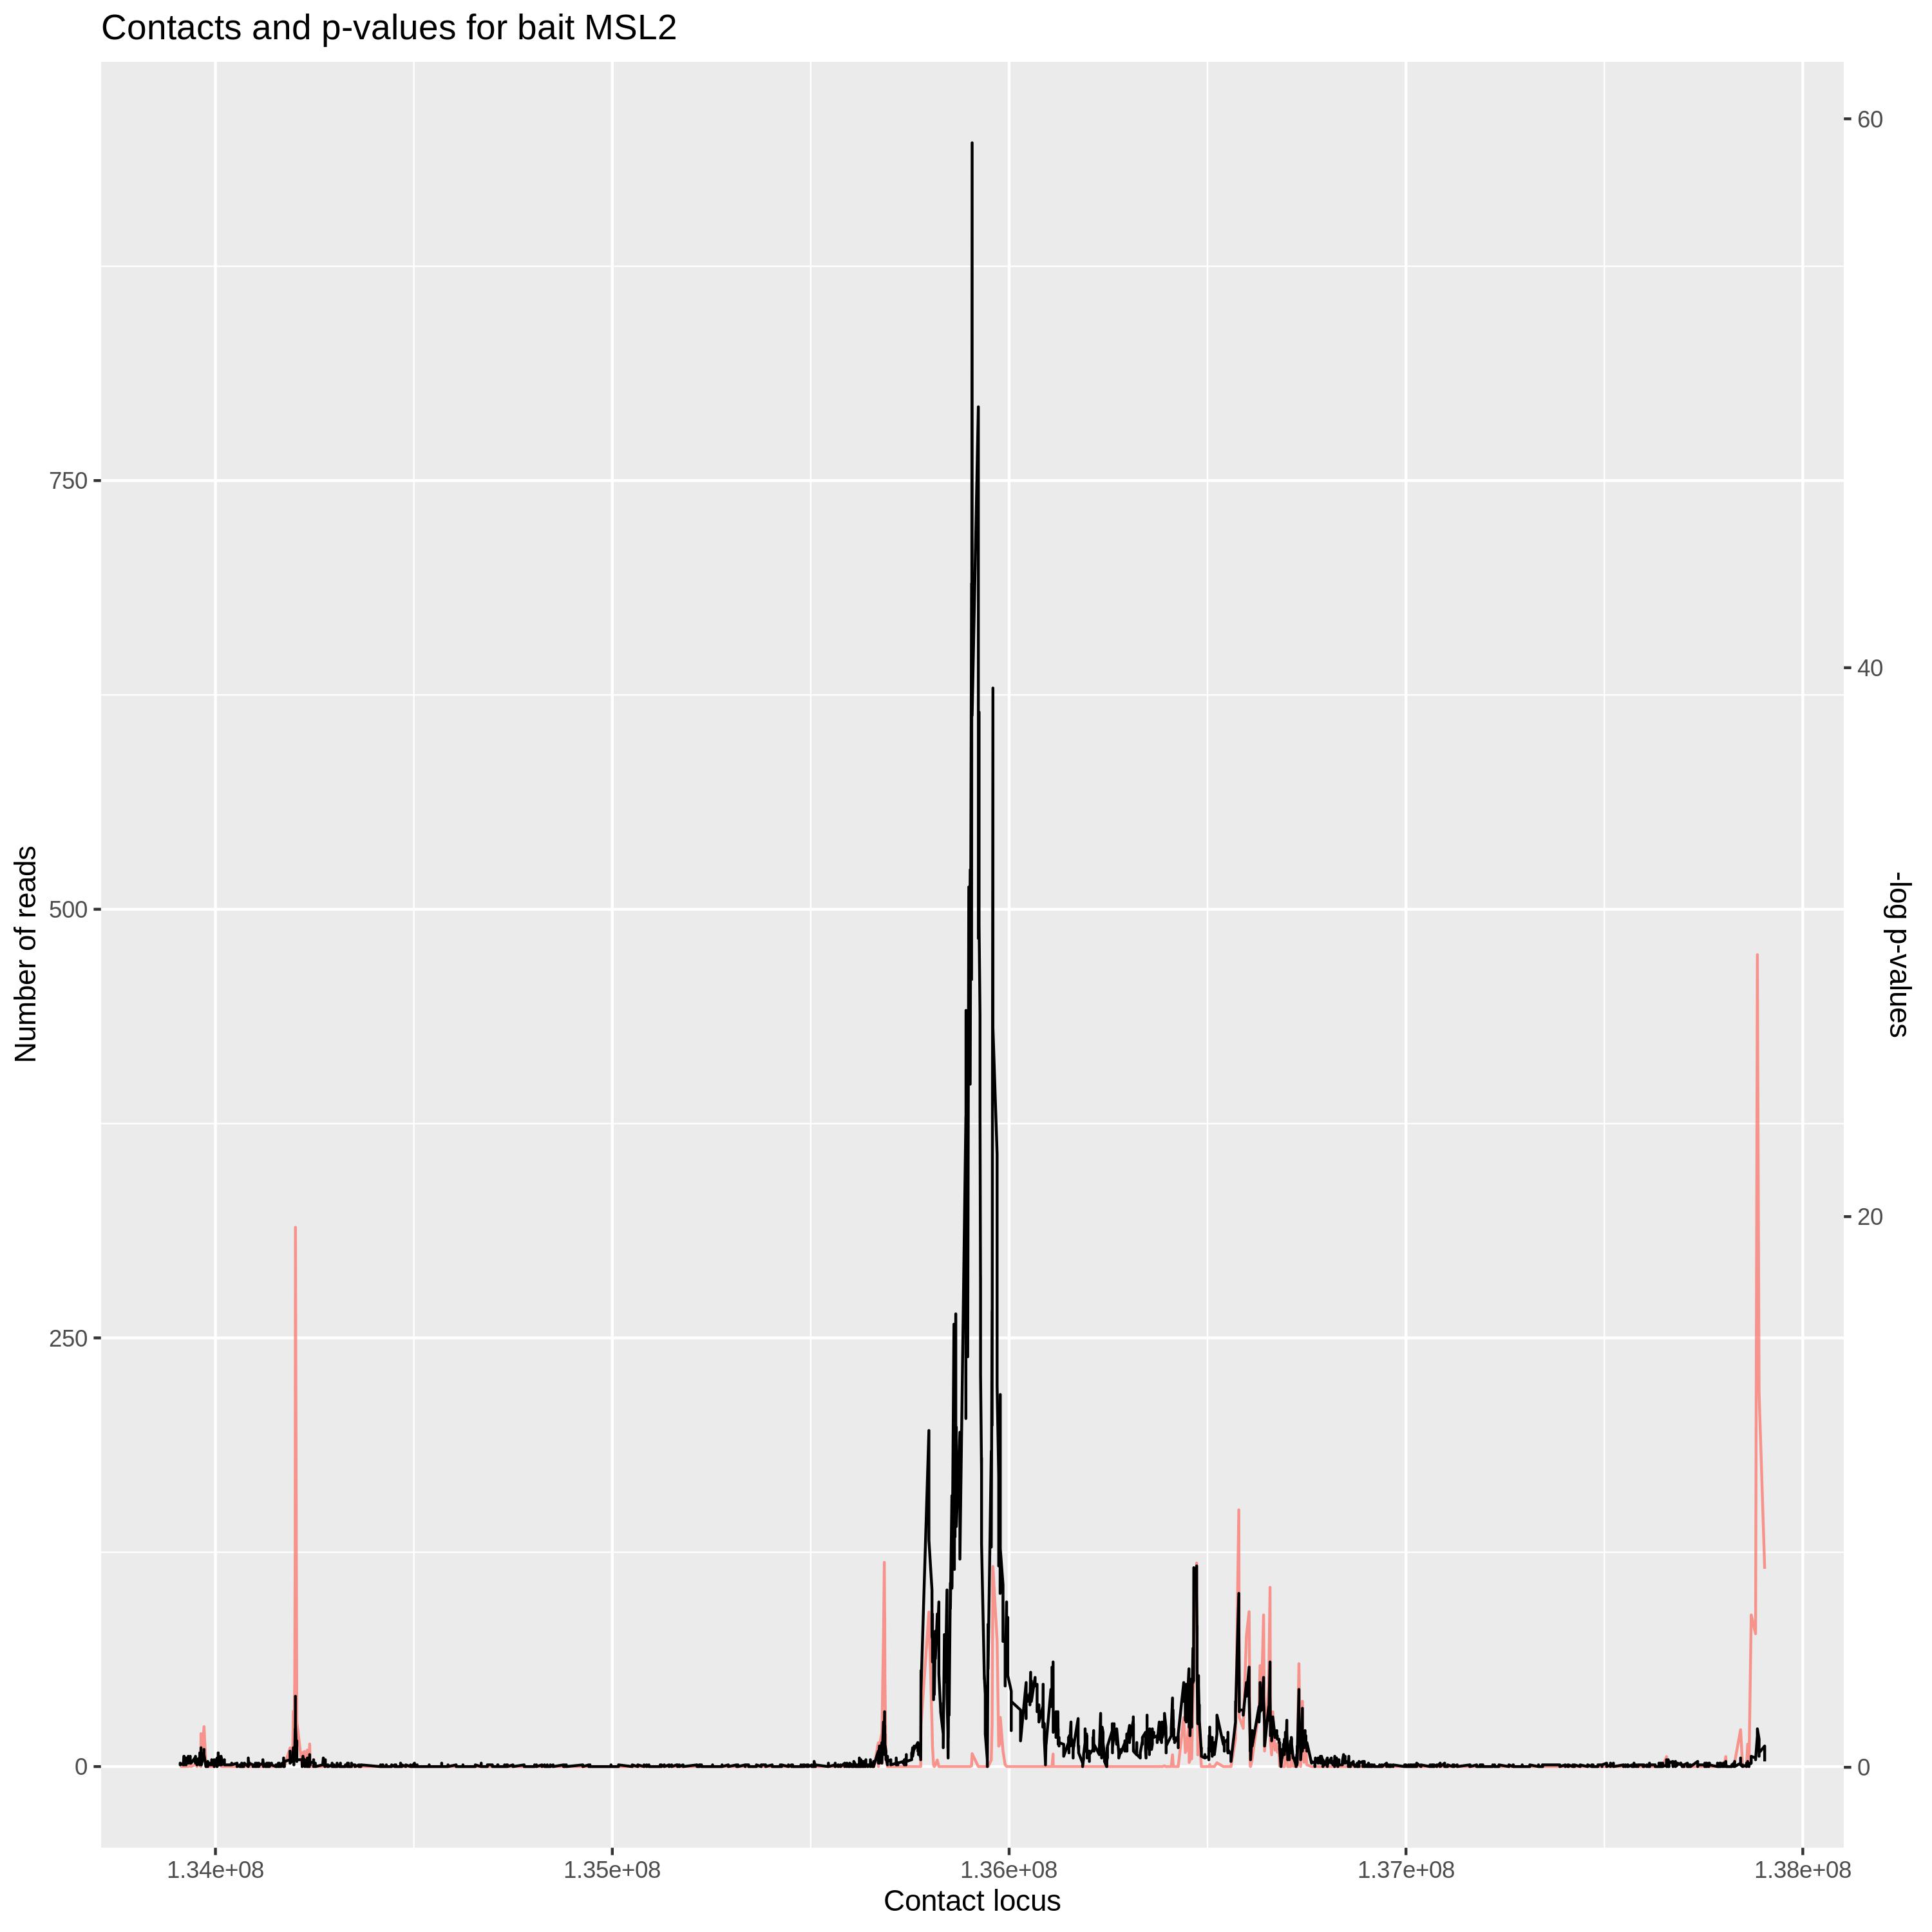 Contacts and p-values for bait MSL2
60
750
40
Number of reads
500
-log p-values
20
250
0
0
1.34e+08
1.35e+08
1.36e+08
1.37e+08
1.38e+08
Contact locus